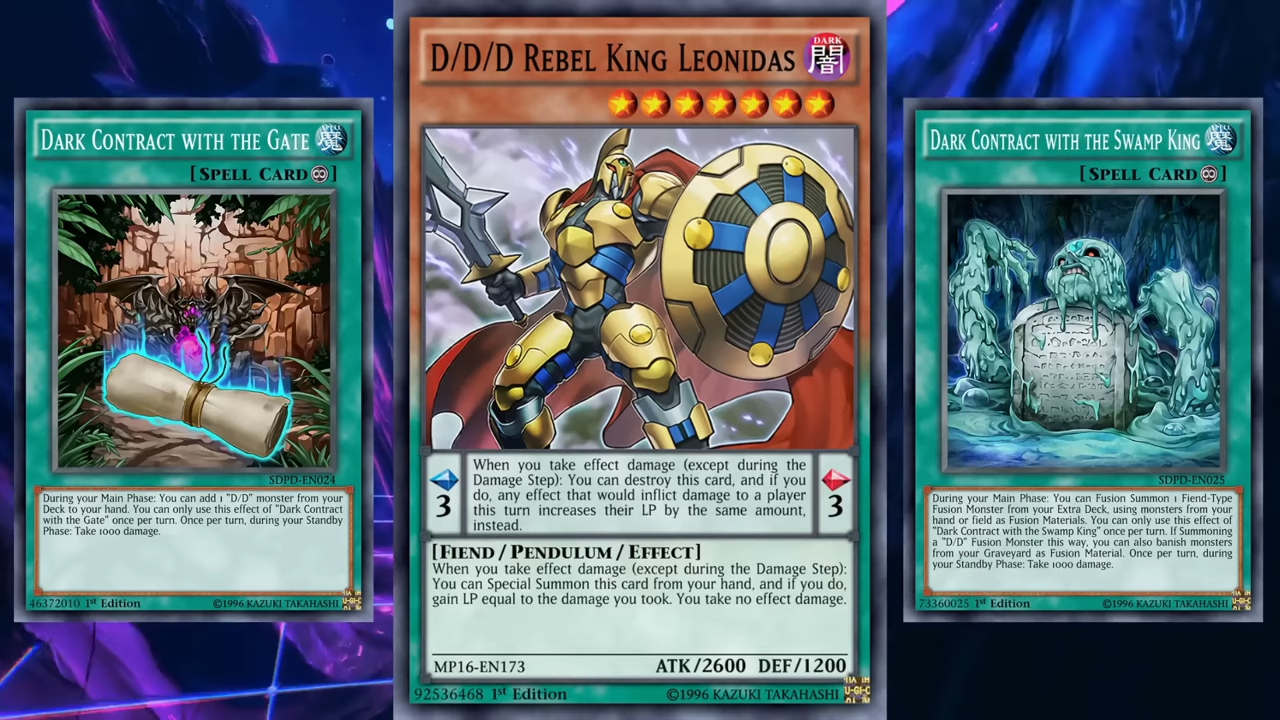 DARK CONTRACT WITH THE GATE
[SPELL CARD]
SDPD-EN024
During your Main Phase: You can add 1 "D/D" monster from your
Deck to your hand. You can only use this effect of "Dark Contract
with the Gate" once per turn. Once per turn, during your Standby
Phase: Take 1000 damage.
46372010 1st Edition ©1996 KAZUKI TAKAHASHI
D/D/D REBEL KING LEONIDAS
DARK
闇
When you take effect damage (except during the
Damage Step): You can destroy this card, and if you
do, any effect that would inflict damage to a player
this turn increases their LP by the same amount,
instead.
3
3
[FIEND / PENDULUM / EFFECT]
When you take effect damage (except during the Damage Step):
You can Special Summon this card from your hand, and if you do,
gain LP equal to the damage you took. You take no effect damage.
MP16-EN173 ATK/2600 DEF/1200
92536468 1st Edition ©1996 KAZUKI TAKAHASHI
DARK CONTRACT WITH THE SWAMP KING
[SPELL CARD]
SDPD-EN025
During your Main Phase: You can Fusion Summon 1 Fiend-Type
Fusion Monster from your Extra Deck, using monsters from your
hand or field as Fusion Materials. You can only use this effect of
"Dark Contract with the Swamp King" once per turn. If Summoning
a "D/D" Fusion Monster this way, you can also banish monsters
from your Graveyard as Fusion Material. Once per turn, during
your Standby Phase: Take 1000 damage.
73360025 1st Edition ©1996 KAZUKI TAKAHASHI